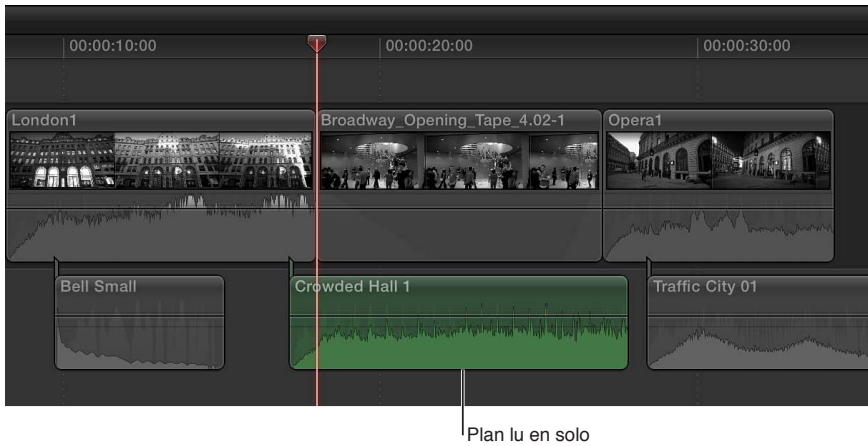 00:00:10:00 00:00:20:00 00:00:30:00
London1 Broadway_Opening_Tape_4.02-1 Opera1
Bell Small Crowded Hall 1 Traffic City 01
Plan lu en solo